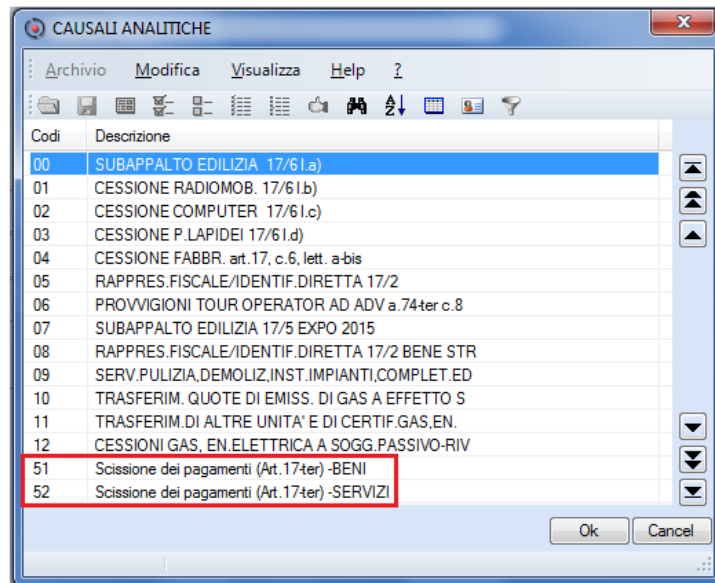 CAUSALI ANALITICHE
Archivio Modifica Visualizza Help ?
Codi Descrizione
00 SUBAPPALTO EDILIZIA 17/6 l.a)
01 CESSIONE RADIOMOB. 17/6 l.b)
02 CESSIONE COMPUTER 17/6 l.c)
03 CESSIONE P.LAPIDEI 17/6 l.d)
04 CESSIONE FABBR. art.17, c.6, lett. a-bis
05 RAPPRES.FISCALE/IDENTIF.DIRETTA 17/2
06 PROVVIGIONI TOUR OPERATOR AD ADV a.74-ter c.8
07 SUBAPPALTO EDILIZIA 17/5 EXPO 2015
08 RAPPRES.FISCALE/IDENTIF.DIRETTA 17/2 BENE STR
09 SERV.PULIZIA,DEMOLIZ,INST.IMPIANTI,COMPLET.ED
10 TRASFERIM. QUOTE DI EMISS. DI GAS A EFFETTO S
11 TRASFERIM.DI ALTRE UNITA' E DI CERTIF.GAS,EN.
12 CESSIONI GAS, EN.ELETTRICA A SOGG.PASSIVO-RIV
51 Scissione dei pagamenti (Art.17-ter) -BENI
52 Scissione dei pagamenti (Art.17-ter) -SERVIZI
Ok Cancel